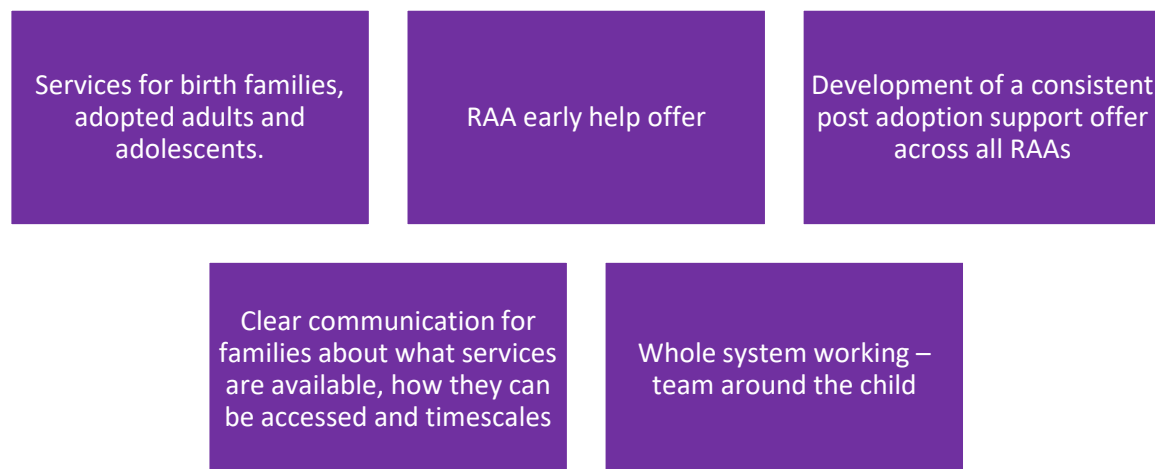 Services for birth families,
adopted adults and
adolescents.
RAA early help offer
Development of a consistent
post adoption support offer
across all RAAs
Clear communication for
families about what services
are available, how they can
be accessed and timescales
Whole system working –
team around the child